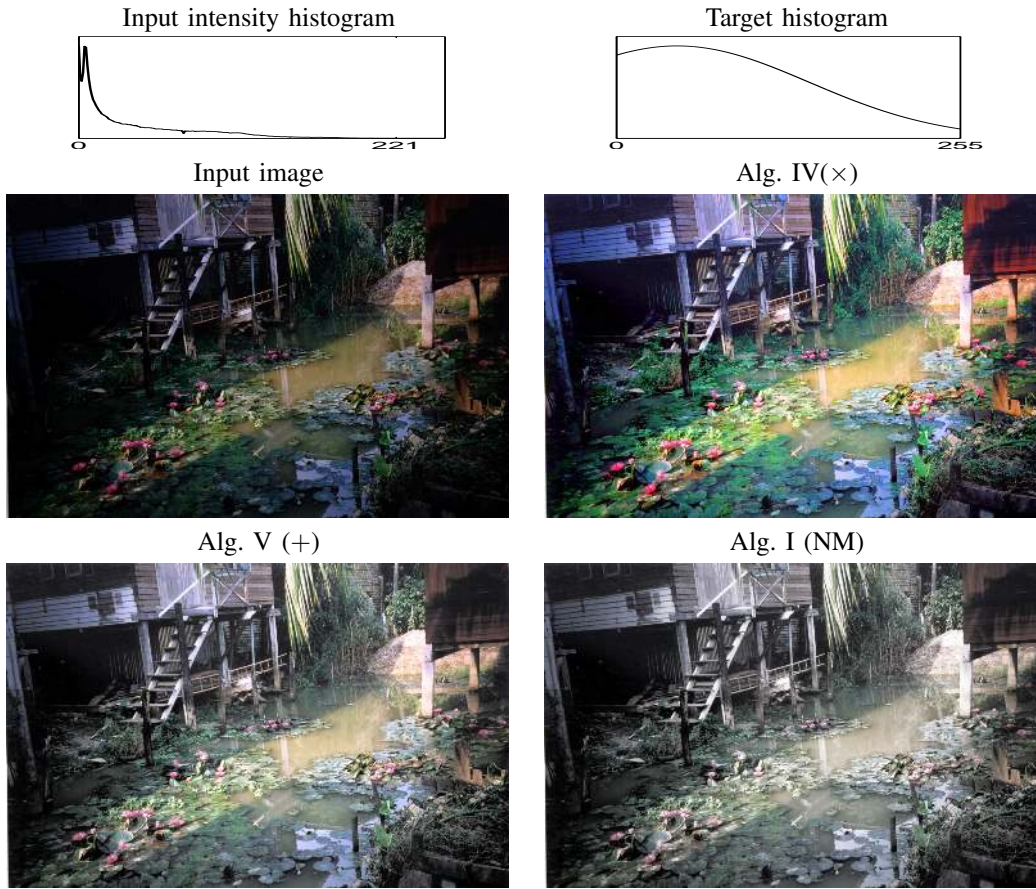 Input intensity histogram
Target histogram
0
221
0
255
Input image
Alg. IV(×)
Alg. V (+)
Alg. I (NM)